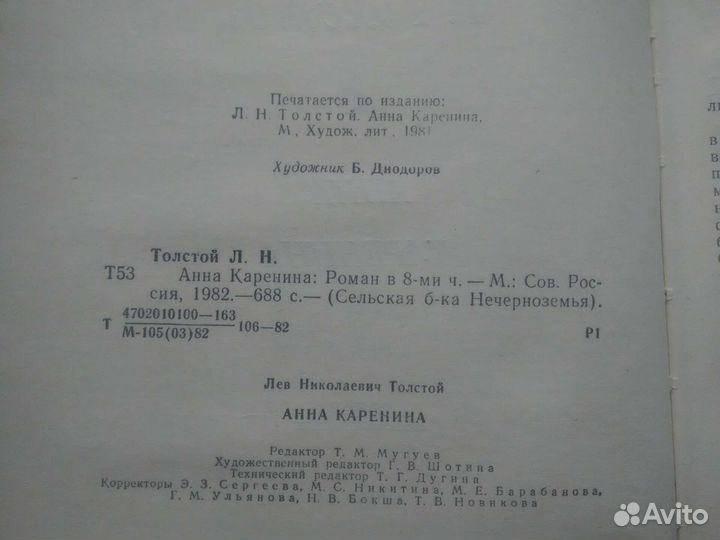 Печатается по изданию:
Л. Н. Толстой. Анна Каренина.
М., Худож. лит., 1981
Художник Б. Диодоров
Толстой Л. Н.
Т53 Анна Каренина: Роман в 8-ми ч. — М.: Сов. Рос-
сия, 1982.—688 с.— (Сельская б-ка Нечерноземья).
4702010100—163
Т 106—82 Р1
М-105(03)82
Лев Николаевич Толстой
АННА КАРЕНИНА
Редактор Т. М. Мугуев
Художественный редактор Г. В. Шотина
Технический редактор Т. Г. Дугина
Корректоры Э. З. Сергеева, М. С. Никитина, М. Е. Барабанова,
Г. М. Ульянова, Н. В. Бокша, Т. В. Новикова
Avito